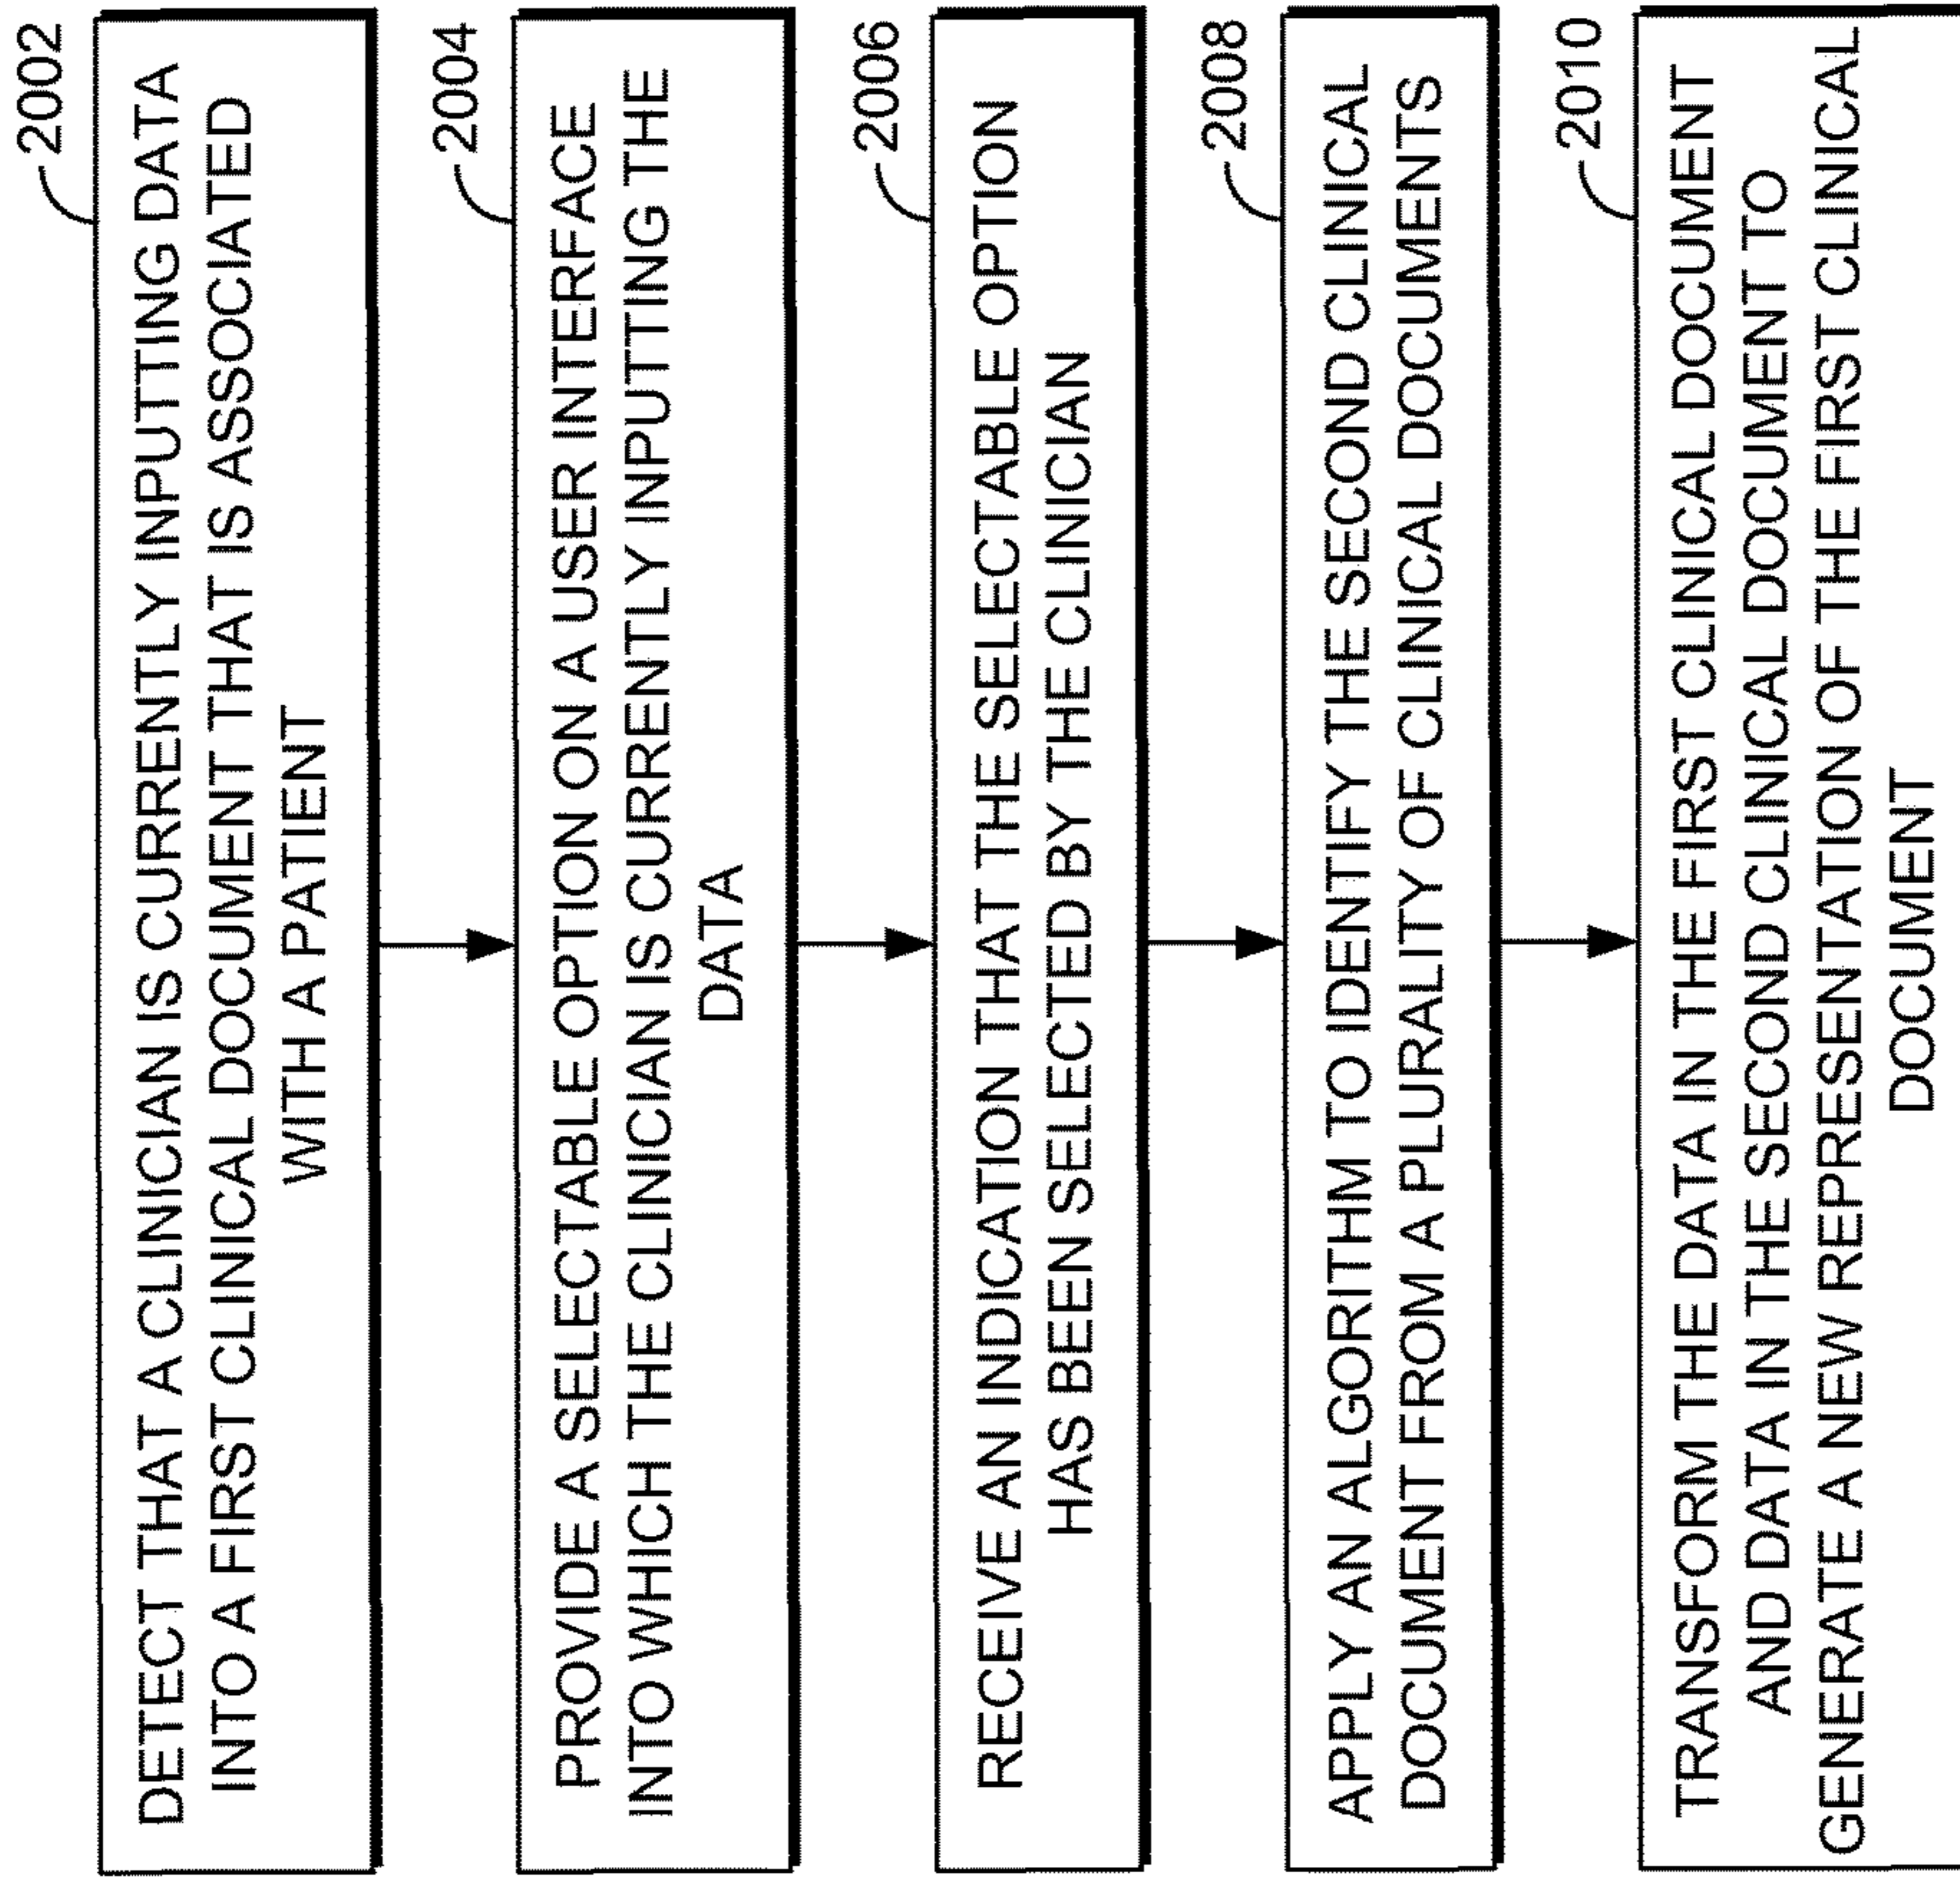 2002
DETECT THAT A CLINICIAN IS CURRENTLY INPUTTING DATA
INTO A FIRST CLINICAL DOCUMENT THAT IS ASSOCIATED
WITH A PATIENT
2004
PROVIDE A SELECTABLE OPTION ON A USER INTERFACE
INTO WHICH THE CLINICIAN IS CURRENTLY INPUTTING THE
DATA
2006
RECEIVE AN INDICATION THAT THE SELECTABLE OPTION
HAS BEEN SELECTED BY THE CLINICIAN
2008
APPLY AN ALGORITHM TO IDENTIFY THE SECOND CLINICAL
DOCUMENT FROM A PLURALITY OF CLINICAL DOCUMENTS
2010
TRANSFORM THE DATA IN THE FIRST CLINICAL DOCUMENT
AND DATA IN THE SECOND CLINICAL DOCUMENT TO
GENERATE A NEW REPRESENTATION OF THE FIRST CLINICAL
DOCUMENT